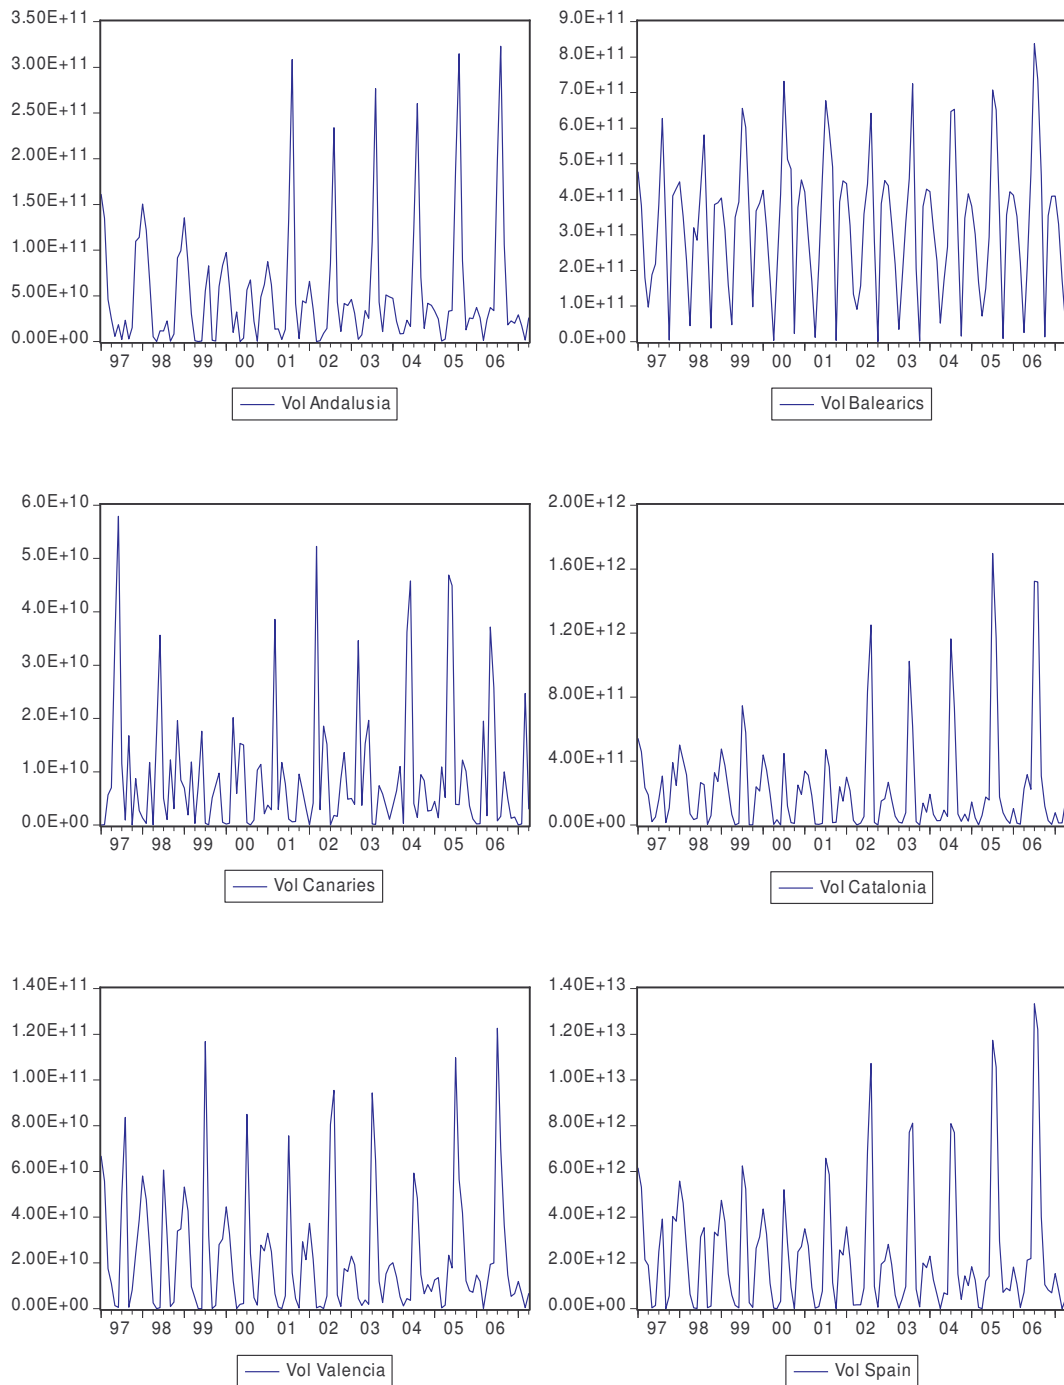 3.50E+11
3.00E+11
2.50E+11
2.00E+11
1.50E+11
1.00E+11
5.00E+10
0.00E+00
97 98 99 00 01 02 03 04 05 06
Vol Andalusia
9.0E+11
8.0E+11
7.0E+11
6.0E+11
5.0E+11
4.0E+11
3.0E+11
2.0E+11
1.0E+11
0.0E+00
97 98 99 00 01 02 03 04 05 06
Vol Balearics
6.0E+10
5.0E+10
4.0E+10
3.0E+10
2.0E+10
1.0E+10
0.0E+00
97 98 99 00 01 02 03 04 05 06
Vol Canaries
2.00E+12
1.60E+12
1.20E+12
8.00E+11
4.00E+11
0.00E+00
97 98 99 00 01 02 03 04 05 06
Vol Catalonia
1.40E+11
1.20E+11
1.00E+11
8.00E+10
6.00E+10
4.00E+10
2.00E+10
0.00E+00
97 98 99 00 01 02 03 04 05 06
Vol Valencia
1.40E+13
1.20E+13
1.00E+13
8.00E+12
6.00E+12
4.00E+12
2.00E+12
0.00E+00
97 98 99 00 01 02 03 04 05 06
Vol Spain